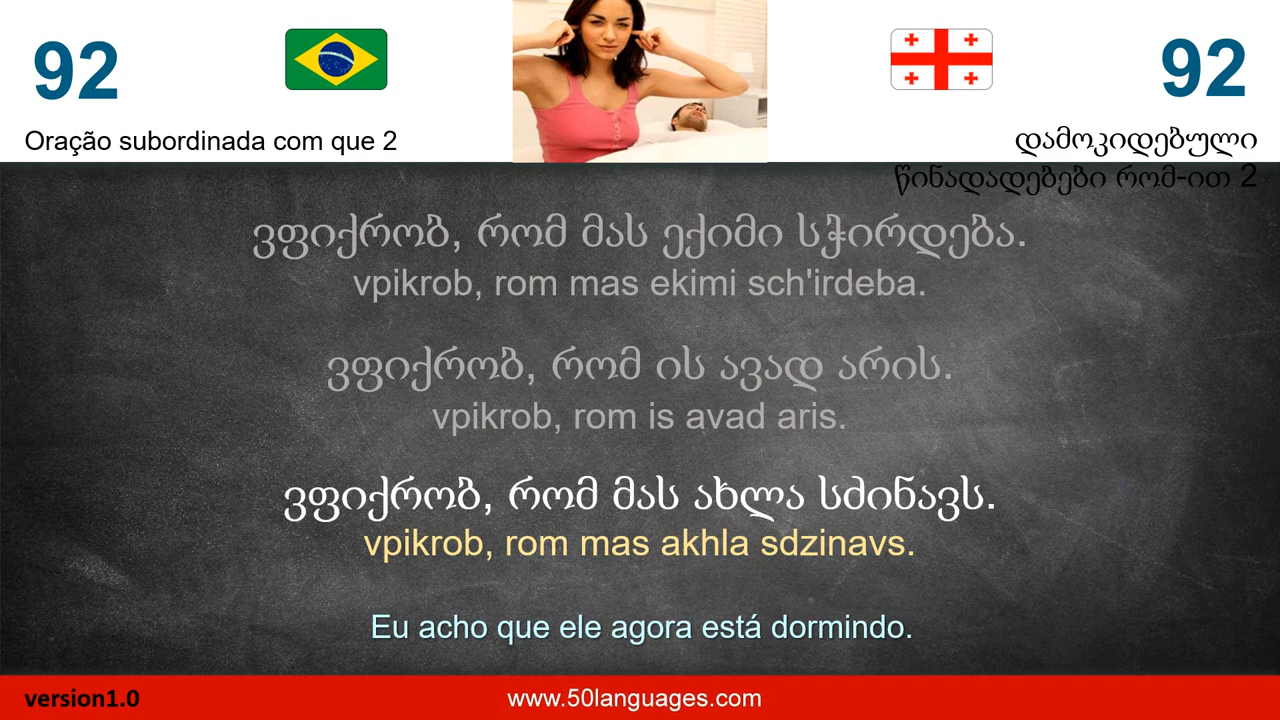 92
Oração subordinada com que 2
92
დამოკიდებული
წინადადებები რომ-ით 2
ვფიქრობ, რომ მას ექიმი სჭირდება.
vpikrob, rom mas ekimi sch'irdeba.
ვფიქრობ, რომ ის ავად არის.
vpikrob, rom is avad aris.
ვფიქრობ, რომ მას ახლა სძინავს.
vpikrob, rom mas akhla sdzinavs.
Eu acho que ele agora está dormindo.
version1.0
www.50languages.com